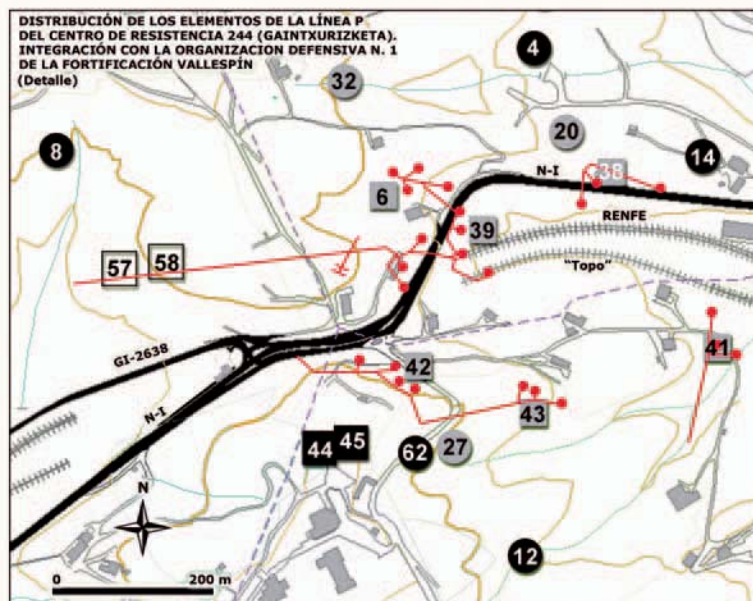 DISTRIBUCIÓN DE LOS ELEMENTOS DE LA LÍNEA P
DEL CENTRO DE RESISTENCIA 244 (GAINTXURIZKETA).
INTEGRACIÓN CON LA ORGANIZACION DEFENSIVA N. 1
DE LA FORTIFICACIÓN VALLESPÍN
(Detalle)
4
32
20
8
14
N-I
38
6
RENFE
39
57
58
"Topo"
GI-2638
41
42
N-I
43
44
45
62
27
N
12
0
200 m